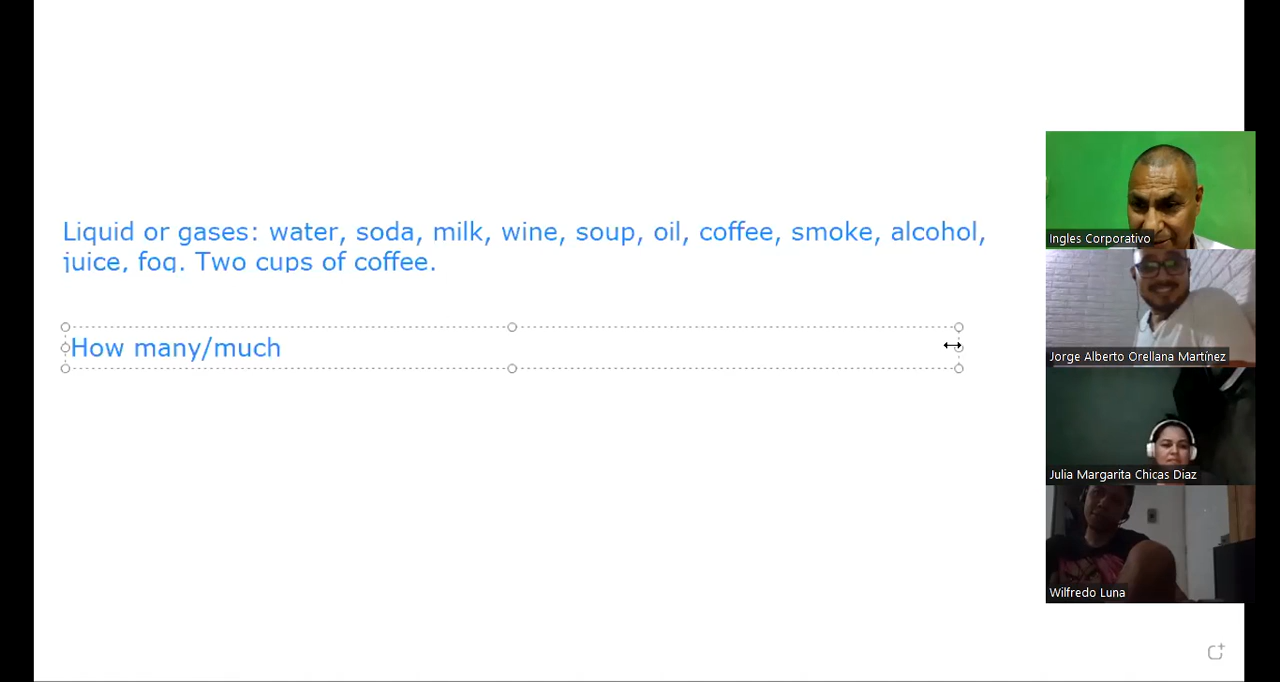 Liquid or gases: water, soda, milk, wine, soup, oil, coffee, smoke, alcohol,
juice, fog. Two cups of coffee.
How many/much
Ingles Corporativo
Jorge Alberto Orellana Martínez
Julia Margarita Chicas Diaz
Wilfredo Luna